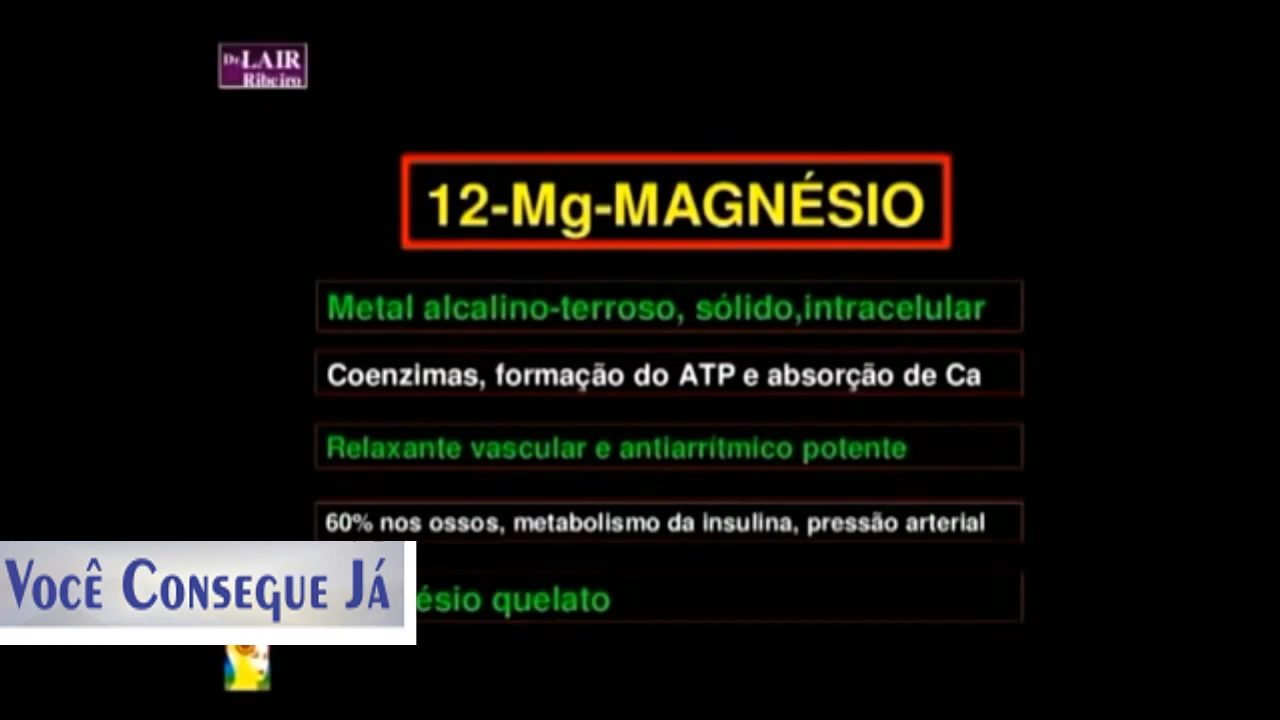 Dr. LAIR
Ribeiro
12-Mg-MAGNÉSIO
Metal alcalino-terroso, sólido,intracelular
Coenzimas, formação do ATP e absorção de Ca
Relaxante vascular e antiarrítmico potente
60% nos ossos, metabolismo da insulina, pressão arterial
VOCÊ CONSEGUE JÁ
ésio quelato